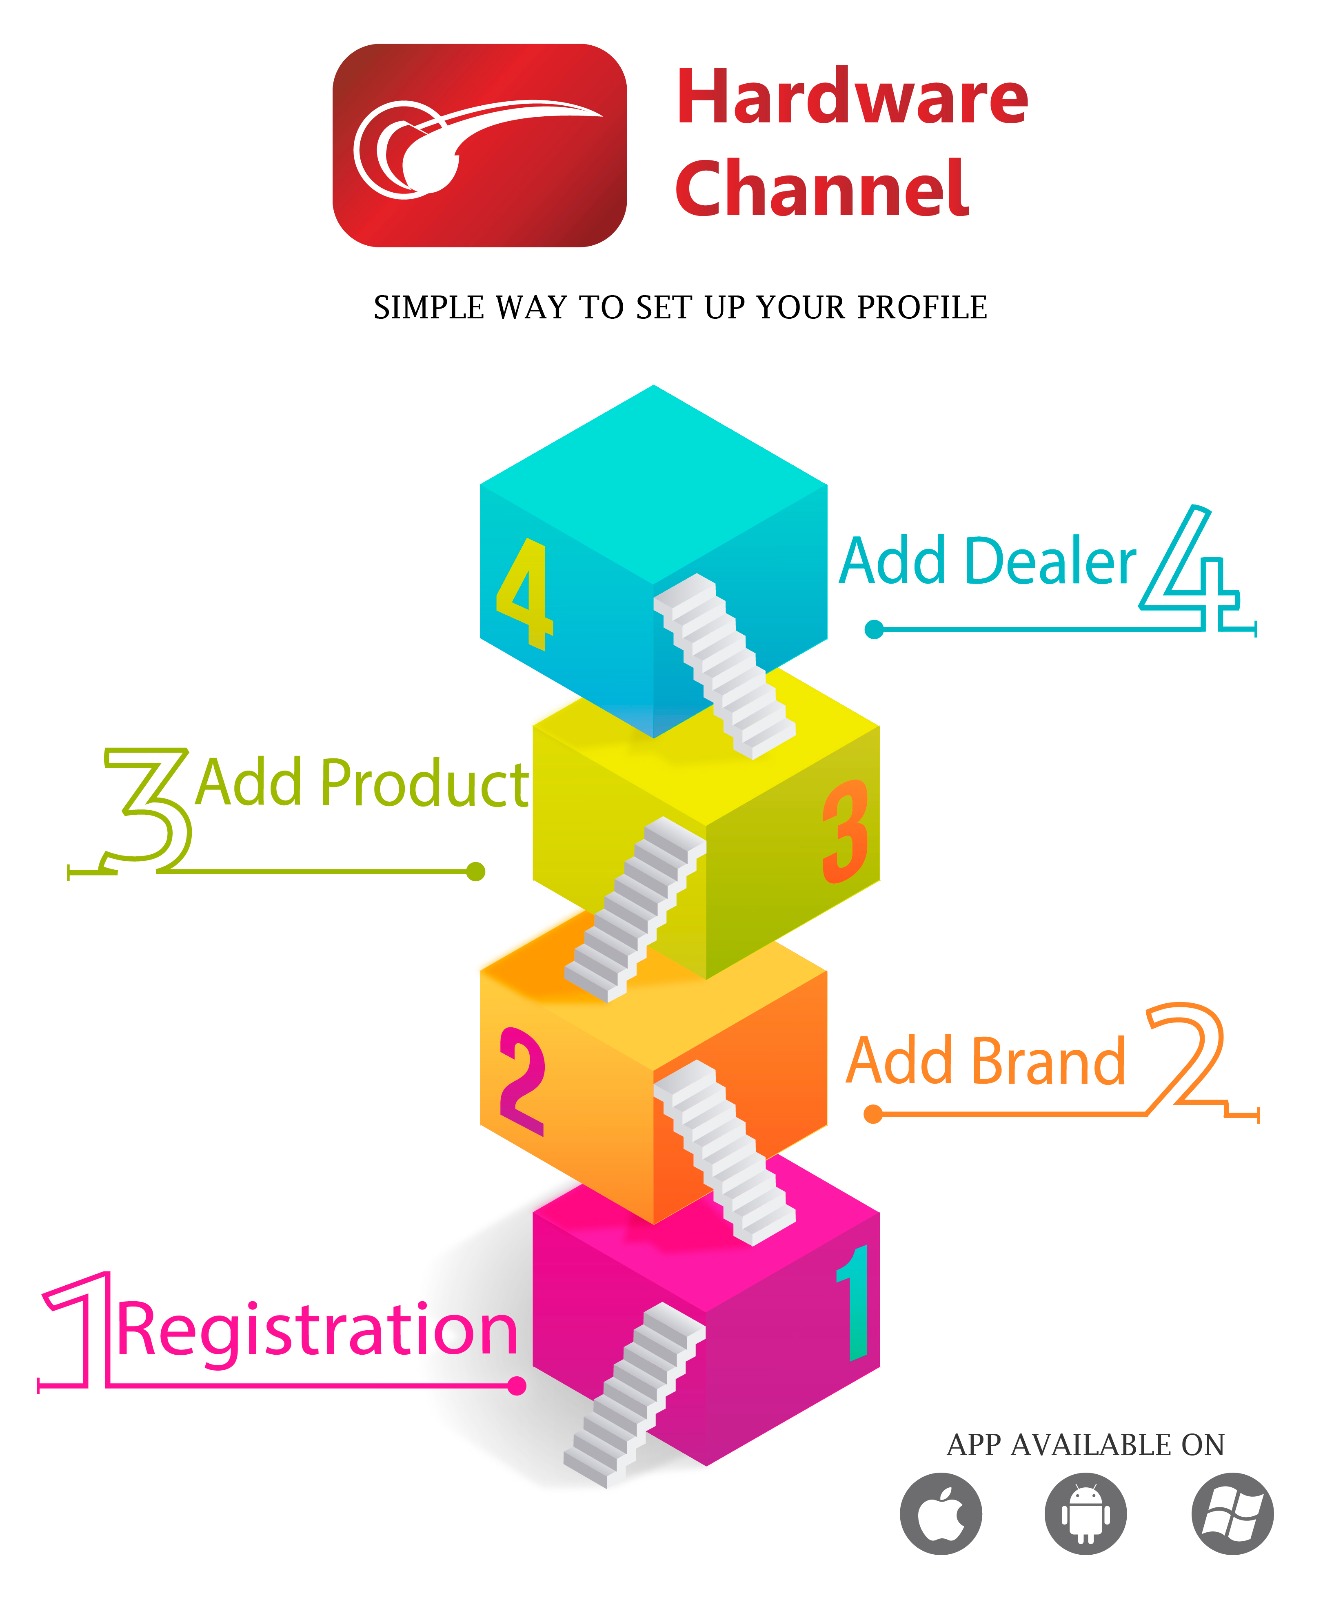 Hardware
Channel
SIMPLE WAY TO SET UP YOUR PROFILE
4
Add Dealer 4
3 Add Product
3
2
Add Brand 2
1
1 Registration
APP AVAILABLE ON